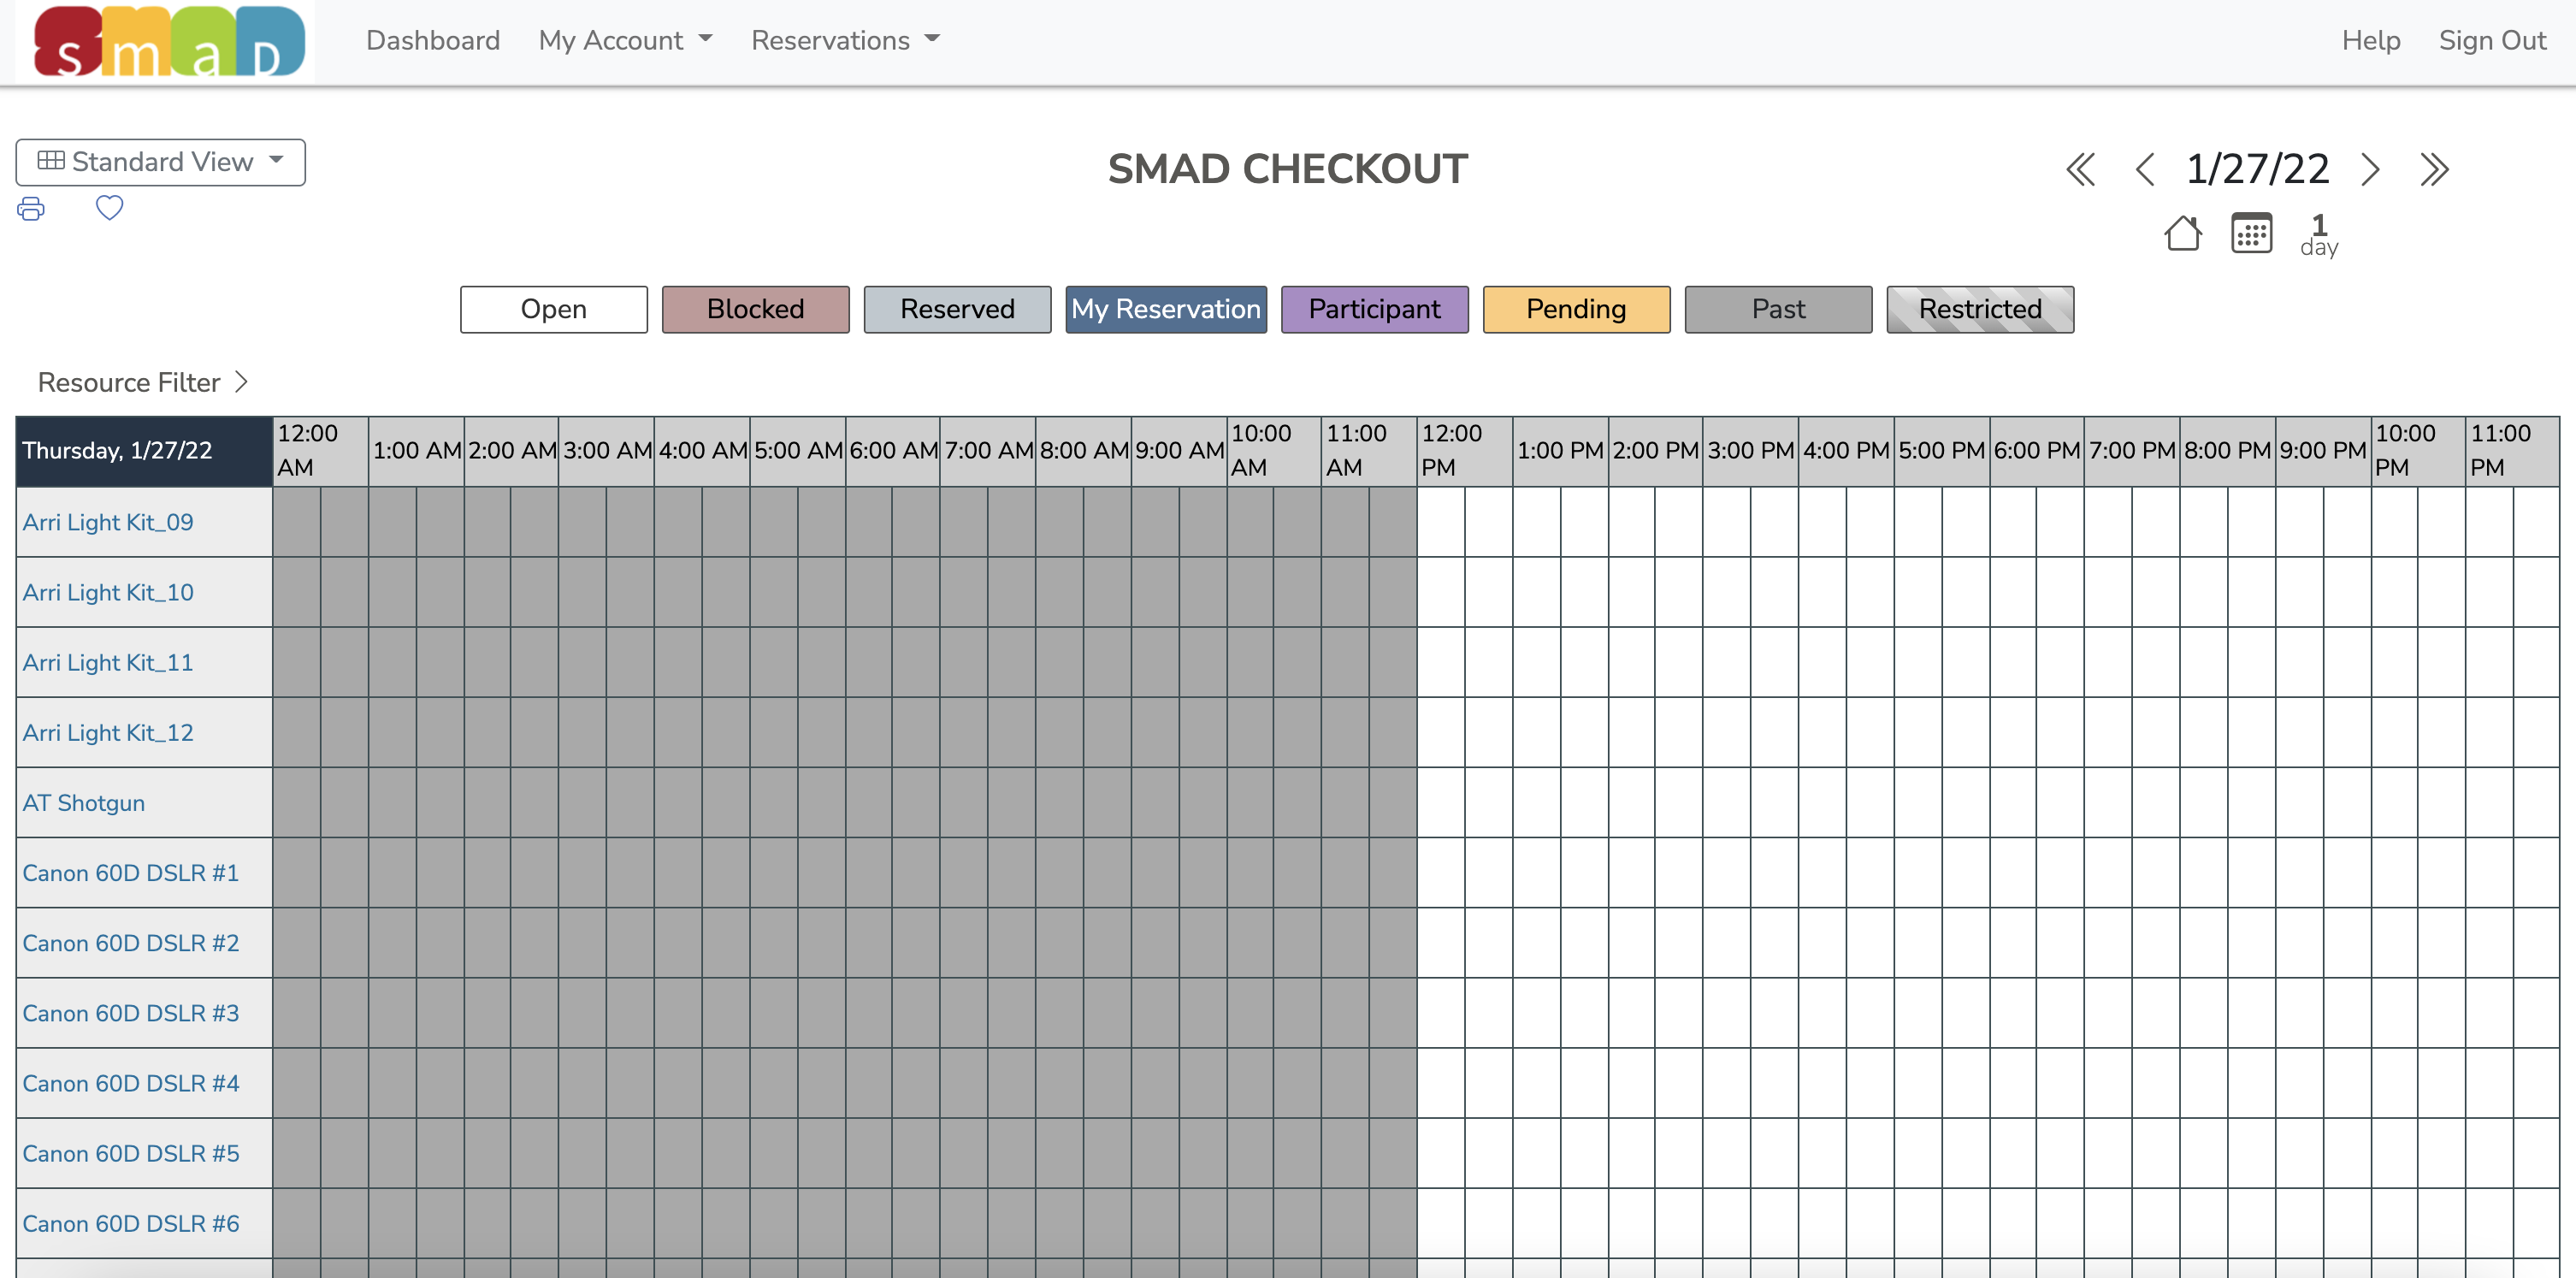 smaD
Dashboard My Account Reservations Help Sign Out
Standard View
SMAD CHECKOUT
1/27/22
1
day
Open Blocked Reserved My Reservation Participant Pending Past Restricted
Resource Filter
Thursday, 1/27/22 12:00 AM 1:00 AM 2:00 AM 3:00 AM 4:00 AM 5:00 AM 6:00 AM 7:00 AM 8:00 AM 9:00 AM 10:00 AM 11:00 AM 12:00 PM 1:00 PM 2:00 PM 3:00 PM 4:00 PM 5:00 PM 6:00 PM 7:00 PM 8:00 PM 9:00 PM 10:00 PM 11:00 PM
Arri Light Kit_09
Arri Light Kit_10
Arri Light Kit_11
Arri Light Kit_12
AT Shotgun
Canon 60D DSLR #1
Canon 60D DSLR #2
Canon 60D DSLR #3
Canon 60D DSLR #4
Canon 60D DSLR #5
Canon 60D DSLR #6